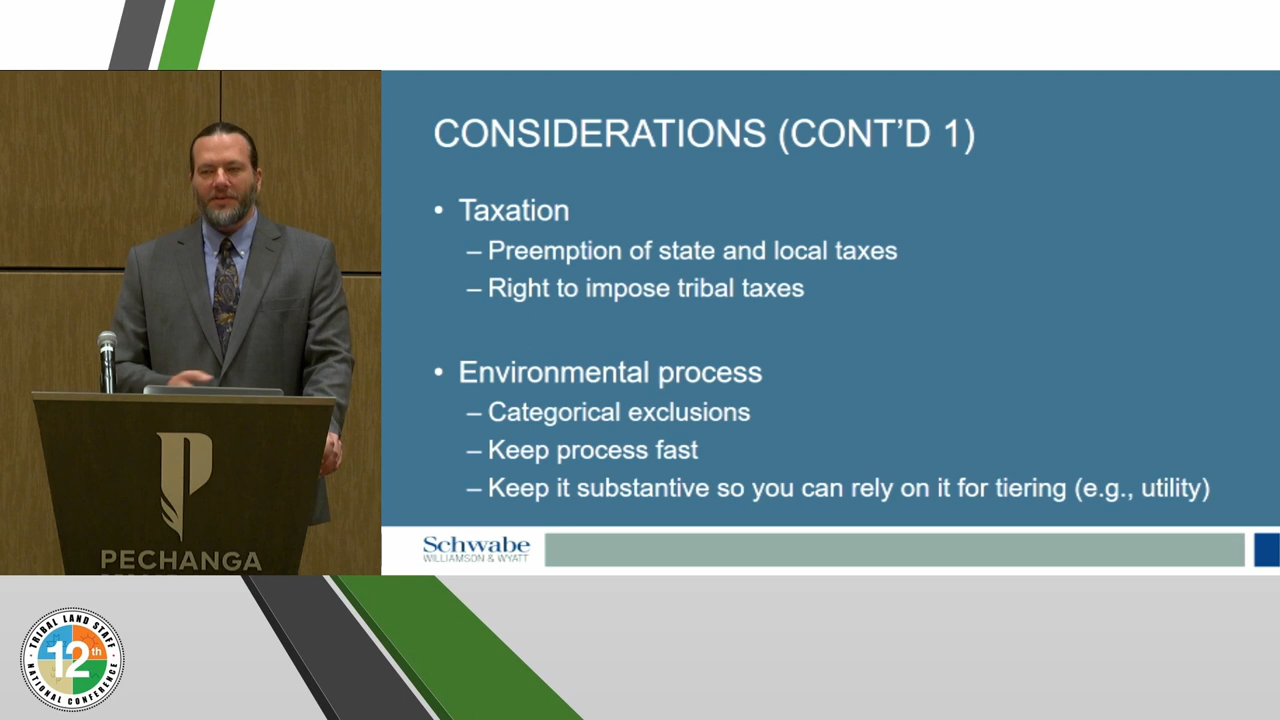 CONSIDERATIONS (CONT'D 1)
• Taxation
– Preemption of state and local taxes
– Right to impose tribal taxes
• Environmental process
– Categorical exclusions
– Keep process fast
– Keep it substantive so you can rely on it for tiering (e.g., utility)
Schwabe
WILLIAMSON & WYATT
P
PECHANGA
TRIBAL LAND STAFF
12th
NATIONAL CONFERENCE